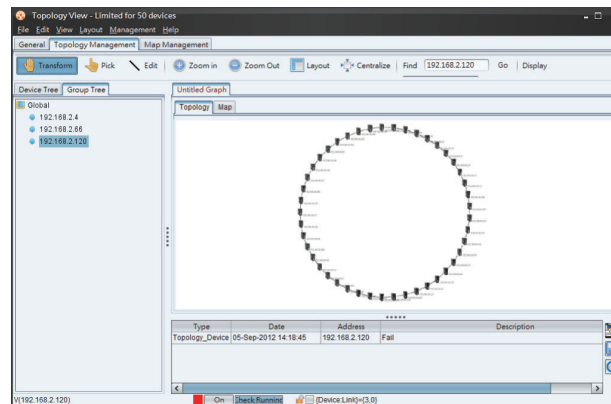 Topology View - Limited for 50 devices
File Edit View Layout Management Help
General Topology Management Map Management
Transform Pick Edit Zoom in Zoom Out Layout Centralize Find 192.168.2.120 Go Display
Device Tree Group Tree
Untitled Graph
Global
Topology Map
192.168.2.4
192.168.2.66
192.168.2.120
Type Date Address Description
Topology_Device 05-Sep-2012 14:18:45 192.168.2.120 Fail
V(192.168.2.120) On Check Running {Device:Link}={3,0}